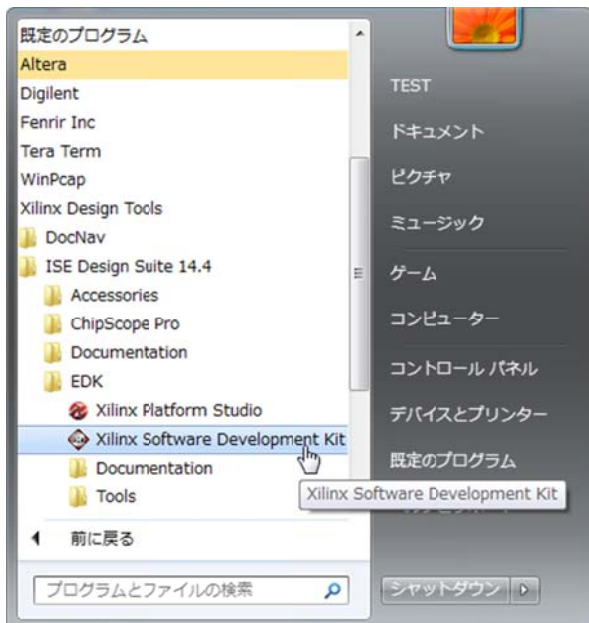 既定のプログラム
Altera
Digilent
Fenrir Inc
Tera Term
WinPcap
Xilinx Design Tools
DocNav
ISE Design Suite 14.4
Accessories
ChipScope Pro
Documentation
EDK
Xilinx Platform Studio
Xilinx Software Development Kit
Documentation
Tools
前に戻る
プログラムとファイルの検索
TEST
ドキュメント
ピクチャ
ミュージック
ゲーム
コンピューター
コントロール パネル
デバイスとプリンター
既定のプログラム
Xilinx Software Development Kit
シャットダウン